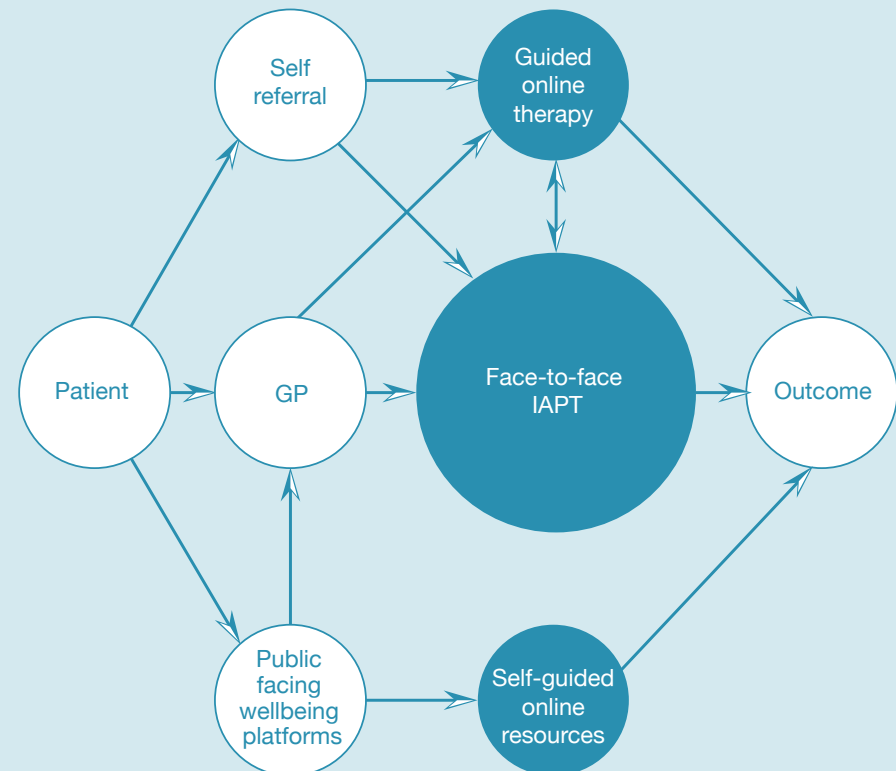 Self
referral
Guided
online
therapy
Patient
GP
Face-to-face
IAPT
Outcome
Public
facing
wellbeing
platforms
Self-guided
online
resources